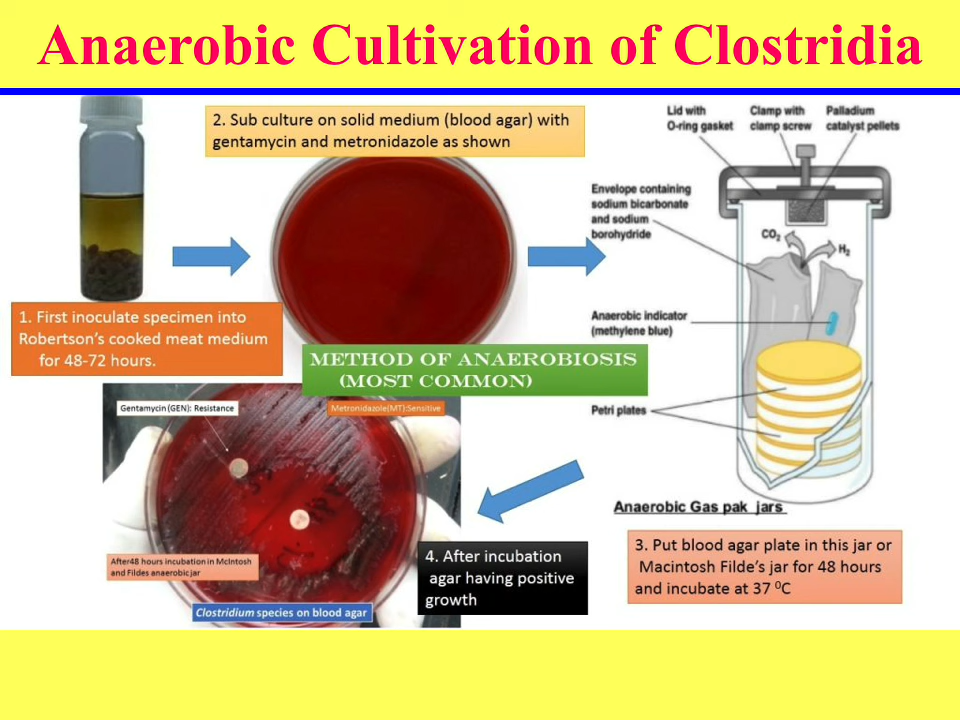 Anaerobic Cultivation of Clostridia
1. First inoculate specimen into
Robertson's cooked meat medium
for 48-72 hours.
2. Sub culture on solid medium (blood agar) with
gentamycin and metronidazole as shown
Lid with
O-ring gasket
Clamp with
clamp screw
Palladium
catalyst pellets
Envelope containing
sodium bicarbonate
and sodium
borohydride
CO2
H2
Anaerobic indicator
(methylene blue)
Petri plates
Anaerobic Gas pak jars
METHOD OF ANAEROBIOSIS
(MOST COMMON)
3. Put blood agar plate in this jar or
Macintosh Filde's jar for 48 hours
and incubate at 37 ⁰C
Gentamycin (GEN): Resistance
Metronidazole(MT):Sensitive
After48 hours incubation in McIntosh
and Fildes anaerobic jar
Clostridium species on blood agar
4. After incubation
agar having positive
growth